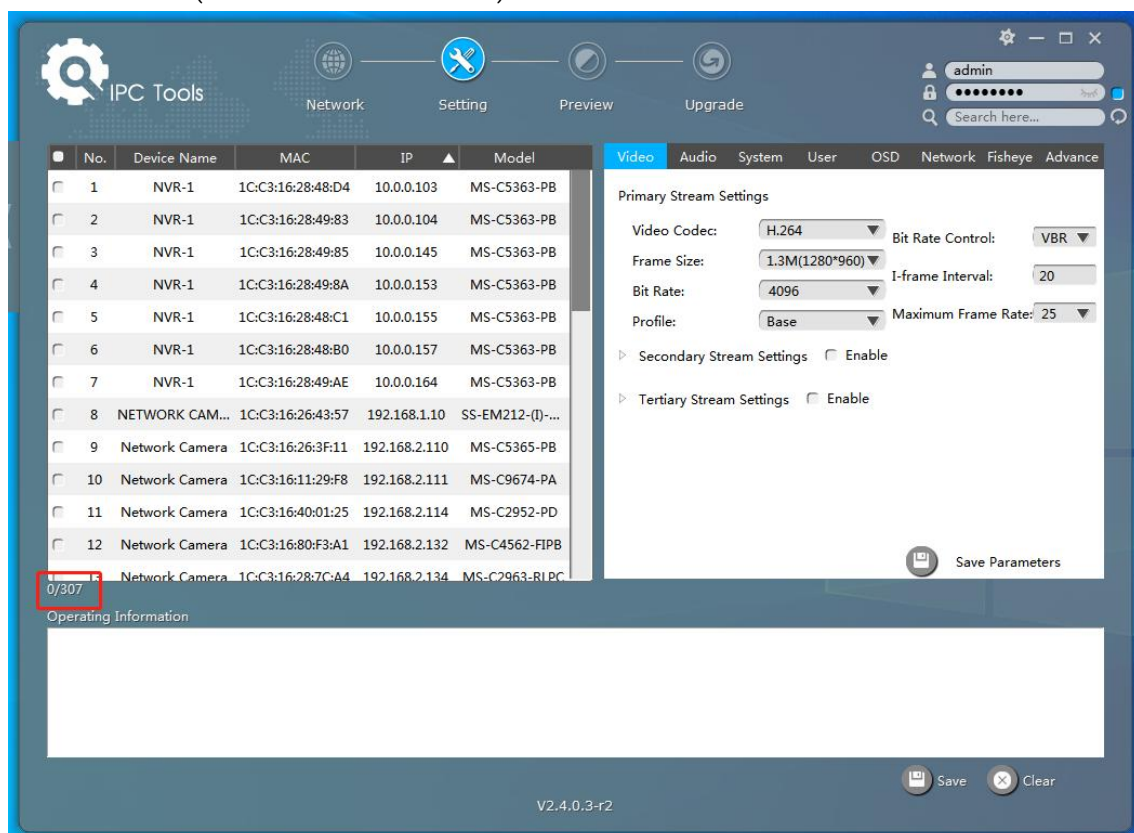 IPC Tools
Network Setting Preview Upgrade
admin
Search here...
No. Device Name MAC IP Model
1 NVR-1 1C:C3:16:28:48:D4 10.0.0.103 MS-C5363-PB
2 NVR-1 1C:C3:16:28:49:83 10.0.0.104 MS-C5363-PB
3 NVR-1 1C:C3:16:28:49:85 10.0.0.145 MS-C5363-PB
4 NVR-1 1C:C3:16:28:49:8A 10.0.0.153 MS-C5363-PB
5 NVR-1 1C:C3:16:28:48:C1 10.0.0.155 MS-C5363-PB
6 NVR-1 1C:C3:16:28:48:B0 10.0.0.157 MS-C5363-PB
7 NVR-1 1C:C3:16:28:49:AE 10.0.0.164 MS-C5363-PB
8 NETWORK CAM... 1C:C3:16:26:43:57 192.168.1.10 SS-EM212-(I)-...
9 Network Camera 1C:C3:16:26:3F:11 192.168.2.110 MS-C5365-PB
10 Network Camera 1C:C3:16:11:29:F8 192.168.2.111 MS-C9674-PA
11 Network Camera 1C:C3:16:40:01:25 192.168.2.114 MS-C2952-PD
12 Network Camera 1C:C3:16:80:F3:A1 192.168.2.132 MS-C4562-FIPB
13 Network Camera 1C:C3:16:28:7C:A4 192.168.2.134 MS-C2963-RLPC
0/307
Video Audio System User OSD Network Fisheye Advance
Primary Stream Settings
Video Codec: H.264 Bit Rate Control: VBR
Frame Size: 1.3M(1280*960) I-frame Interval: 20
Bit Rate: 4096 Maximum Frame Rate: 25
Profile: Base
Secondary Stream Settings Enable
Tertiary Stream Settings Enable
Save Parameters
Operating Information
Save Clear
V2.4.0.3-r2